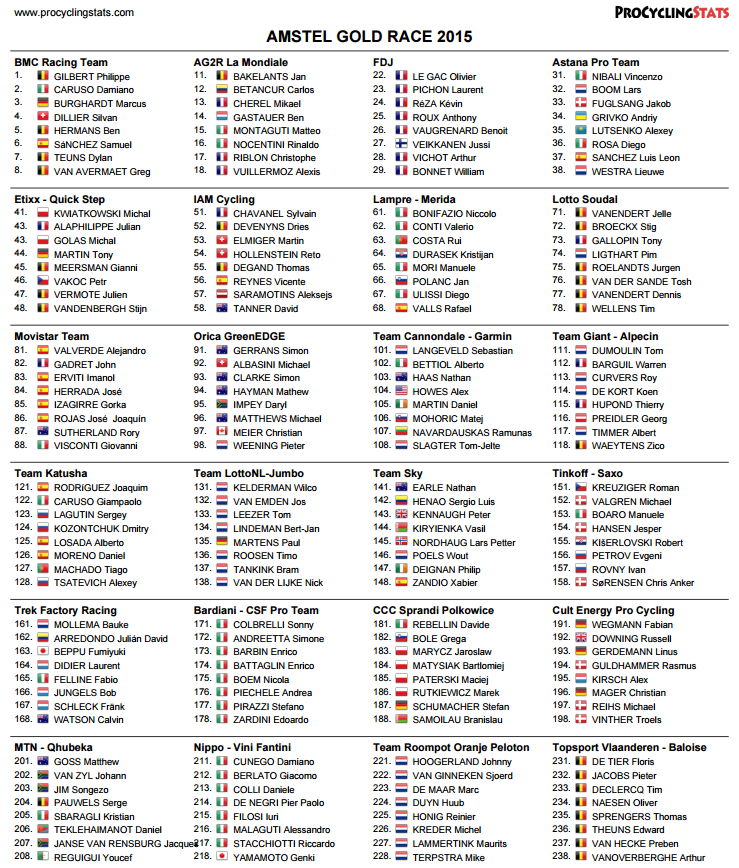 www.procyclingstats.com
PROCYCLINGSTATS
AMSTEL GOLD RACE 2015
BMC Racing Team
1. GILBERT Philippe
2. CARUSO Damiano
3. BURGHARDT Marcus
4. DILLIER Silvan
5. HERMANS Ben
6. SáNCHEZ Samuel
7. TEUNS Dylan
8. VAN AVERMAET Greg
AG2R La Mondiale
11. BAKELANTS Jan
12. BETANCUR Carlos
13. CHEREL Mikael
14. GASTAUER Ben
15. MONTAGUTI Matteo
16. NOCENTINI Rinaldo
17. RIBLON Christophe
18. VUILLERMOZ Alexis
FDJ
22. LE GAC Olivier
23. PICHON Laurent
24. RéZA Kévin
25. ROUX Anthony
26. VAUGRENARD Benoit
27. VEIKKANEN Jussi
28. VICHOT Arthur
29. BONNET William
Astana Pro Team
31. NIBALI Vincenzo
32. BOOM Lars
33. FUGLSANG Jakob
34. GRIVKO Andriy
35. LUTSENKO Alexey
36. ROSA Diego
37. SANCHEZ Luis Leon
38. WESTRA Lieuwe
Etixx - Quick Step
41. KWIATKOWSKI Michal
43. ALAPHILIPPE Julian
43. GOLAS Michal
44. MARTIN Tony
45. MEERSMAN Gianni
46. VAKOC Petr
47. VERMOTE Julien
48. VANDENBERGH Stijn
IAM Cycling
51. CHAVANEL Sylvain
52. DEVENYNS Dries
53. ELMIGER Martin
54. HOLLENSTEIN Reto
55. DEGAND Thomas
56. REYNES Vicente
57. SARAMOTINS Aleksejs
58. TANNER David
Lampre - Merida
61. BONIFAZIO Niccolo
62. CONTI Valerio
63. COSTA Rui
64. DURASEK Kristijan
65. MORI Manuele
66. POLANC Jan
67. ULISSI Diego
68. VALLS Rafael
Lotto Soudal
71. VANENDERT Jelle
72. BROECKX Stig
73. GALLOPIN Tony
74. LIGTHART Pim
75. ROELANDTS Jurgen
76. VAN DER SANDE Tosh
77. VANENDERT Dennis
78. WELLENS Tim
Movistar Team
81. VALVERDE Alejandro
82. GADRET John
83. ERVITI Imanol
84. HERRADA José
85. IZAGIRRE Gorka
86. ROJAS José Joaquín
87. SUTHERLAND Rory
88. VISCONTI Giovanni
Orica GreenEDGE
91. GERRANS Simon
92. ALBASINI Michael
93. CLARKE Simon
94. HAYMAN Mathew
95. IMPEY Daryl
96. MATTHEWS Michael
97. MEIER Christian
98. WEENING Pieter
Team Cannondale - Garmin
101. LANGEVELD Sebastian
102. BETTIOL Alberto
103. HAAS Nathan
104. HOWES Alex
105. MARTIN Daniel
106. MOHORIC Matej
107. NAVARDAUSKAS Ramunas
108. SLAGTER Tom-Jelte
Team Giant - Alpecin
111. DUMOULIN Tom
112. BARGUIL Warren
113. CURVERS Roy
114. DE KORT Koen
115. HUPOND Thierry
116. PREIDLER Georg
117. TIMMER Albert
118. WAEYTENS Zico
Team Katusha
121. RODRíGUEZ Joaquim
122. CARUSO Giampaolo
123. LAGUTIN Sergey
124. KOZONTCHUK Dmitry
125. LOSADA Alberto
126. MORENO Daniel
127. MACHADO Tiago
128. TSATEVICH Alexey
Team LottoNL-Jumbo
131. KELDERMAN Wilco
132. VAN EMDEN Jos
133. LEEZER Tom
134. LINDEMAN Bert-Jan
135. MARTENS Paul
136. ROOSEN Timo
137. TANKINK Bram
138. VAN DER LIJKE Nick
Team Sky
141. EARLE Nathan
142. HENAO Sergio Luis
143. KENNAUGH Peter
144. KIRYIENKA Vasil
145. NORDHAUG Lars Petter
146. POELS Wout
147. DEIGNAN Philip
148. ZANDIO Xabier
Tinkoff - Saxo
151. KREUZIGER Roman
152. VALGREN Michael
153. BOARO Manuele
154. HANSEN Jesper
155. KIšERLOVSKI Robert
156. PETROV Evgeni
157. ROVNY Ivan
158. SøRENSEN Chris Anker
Trek Factory Racing
161. MOLLEMA Bauke
162. ARREDONDO Julián David
163. BEPPU Fumiyuki
164. DIDIER Laurent
165. FELLINE Fabio
166. JUNGELS Bob
167. SCHLECK Fränk
168. WATSON Calvin
Bardiani - CSF Pro Team
171. COLBRELLI Sonny
172. ANDREETTA Simone
173. BARBIN Enrico
174. BATTAGLIN Enrico
175. BOEM Nicola
176. PIECHELE Andrea
177. PIRAZZI Stefano
178. ZARDINI Edoardo
CCC Sprandi Polkowice
181. REBELLIN Davide
182. BOLE Grega
183. MARYCZ Jaroslaw
184. MATYSIAK Bartlomiej
185. PATERSKI Maciej
186. RUTKIEWICZ Marek
187. SCHUMACHER Stefan
188. SAMOILAU Branislau
Cult Energy Pro Cycling
191. WEGMANN Fabian
192. DOWNING Russell
193. GERDEMANN Linus
194. GULDHAMMER Rasmus
195. KIRSCH Alex
196. MAGER Christian
197. REIHS Michael
198. VINTHER Troels
MTN - Qhubeka
201. GOSS Matthew
202. VAN ZYL Johann
203. JIM Songezo
204. PAUWELS Serge
205. SBARAGLI Kristian
206. TEKLEHAIMANOT Daniel
207. JANSE VAN RENSBURG Jacques
208. REGUIGUI Youcef
Nippo - Vini Fantini
211. CUNEGO Damiano
212. BERLATO Giacomo
213. COLLI Daniele
214. DE NEGRI Pier Paolo
215. FILOSI Iuri
216. MALAGUTI Alessandro
217. STACCHIOTTI Riccardo
218. YAMAMOTO Genki
Team Roompot Oranje Peloton
221. HOOGERLAND Johnny
222. VAN GINNEKEN Sjoerd
223. DE MAAR Marc
224. DUYN Huub
225. HONIG Reinier
226. KREDER Michel
227. LAMMERTINK Maurits
228. TERPSTRA Mike
Topsport Vlaanderen - Baloise
231. DE TIER Floris
232. JACOBS Pieter
233. DECLERCQ Tim
234. NAESEN Oliver
235. SPRENGERS Thomas
236. THEUNS Edward
237. VAN HECKE Preben
238. VANOVERBERGHE Arthur